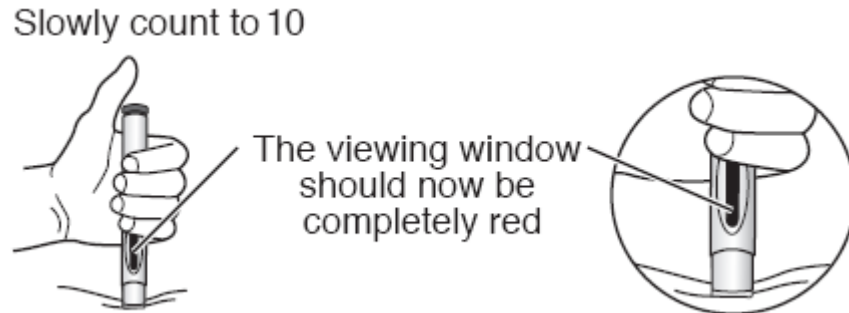 Slowly count to 10
The viewing window
should now be
completely red